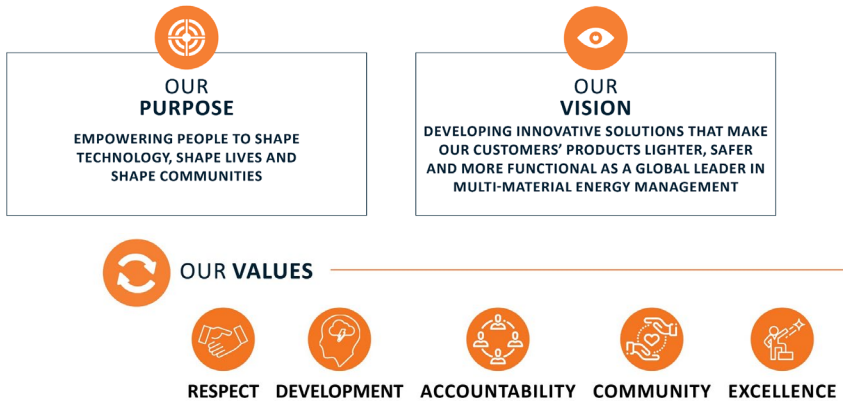 OUR
PURPOSE
EMPOWERING PEOPLE TO SHAPE
TECHNOLOGY, SHAPE LIVES AND
SHAPE COMMUNITIES
OUR
VISION
DEVELOPING INNOVATIVE SOLUTIONS THAT MAKE
OUR CUSTOMERS’ PRODUCTS LIGHTER, SAFER
AND MORE FUNCTIONAL AS A GLOBAL LEADER IN
MULTI-MATERIAL ENERGY MANAGEMENT
OUR VALUES
RESPECT DEVELOPMENT ACCOUNTABILITY COMMUNITY EXCELLENCE